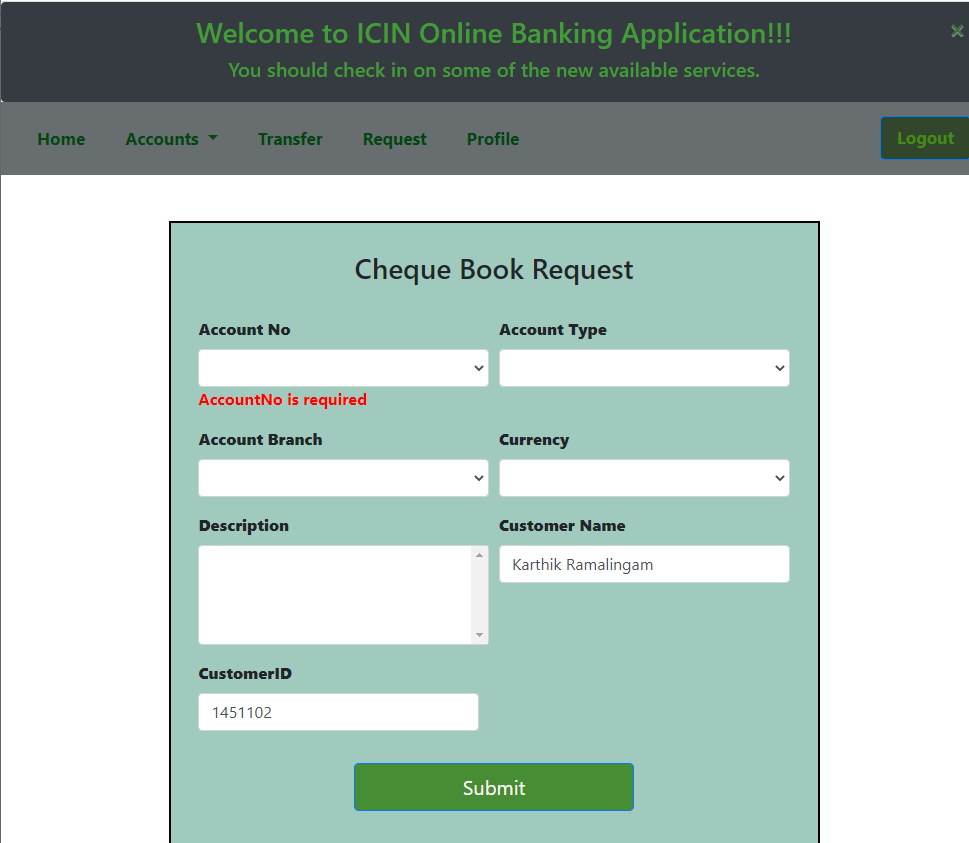 Welcome to ICIN Online Banking Application!!!
×
You should check in on some of the new available services.
Home Accounts Transfer Request Profile Logout
Cheque Book Request
Account No Account Type
AccountNo is required
Account Branch Currency
Description Customer Name
Karthik Ramalingam
CustomerID
1451102
Submit